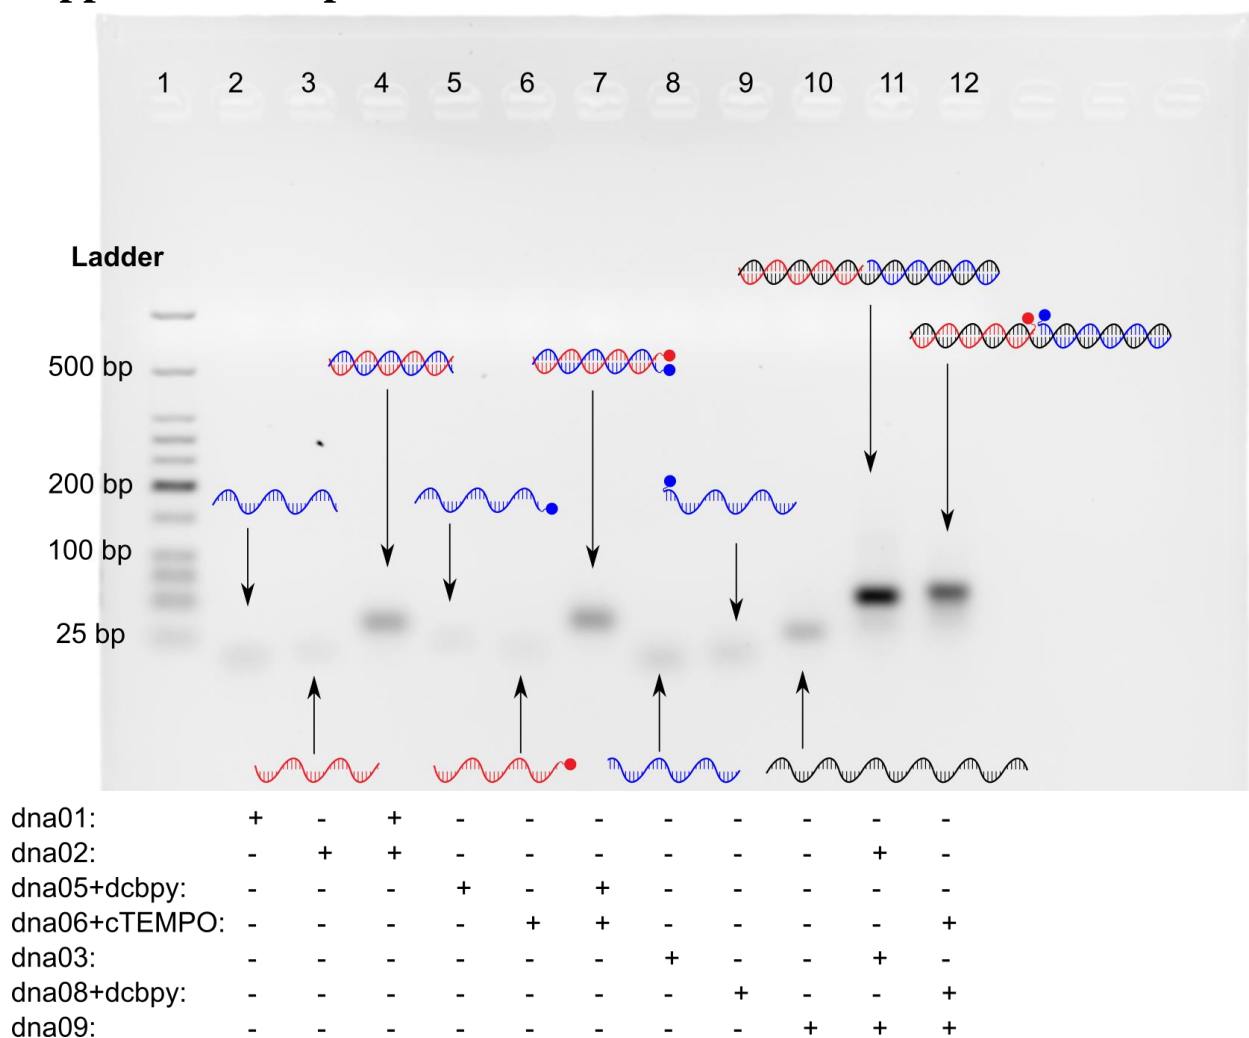 1 2 3 4 5 6 7 8 9 10 11 12
Ladder
500 bp
200 bp
100 bp
25 bp
dna01: + - + - - - - - - - -
dna02: - + + - - - - - - + -
dna05+dcbpy: - - - + - + - - - - -
dna06+cTEMPO: - - - - + + - - - - +
dna03: - - - - - - + - - + -
dna08+dcbpy: - - - - - - - + - - +
dna09: - - - - - - - - + + +